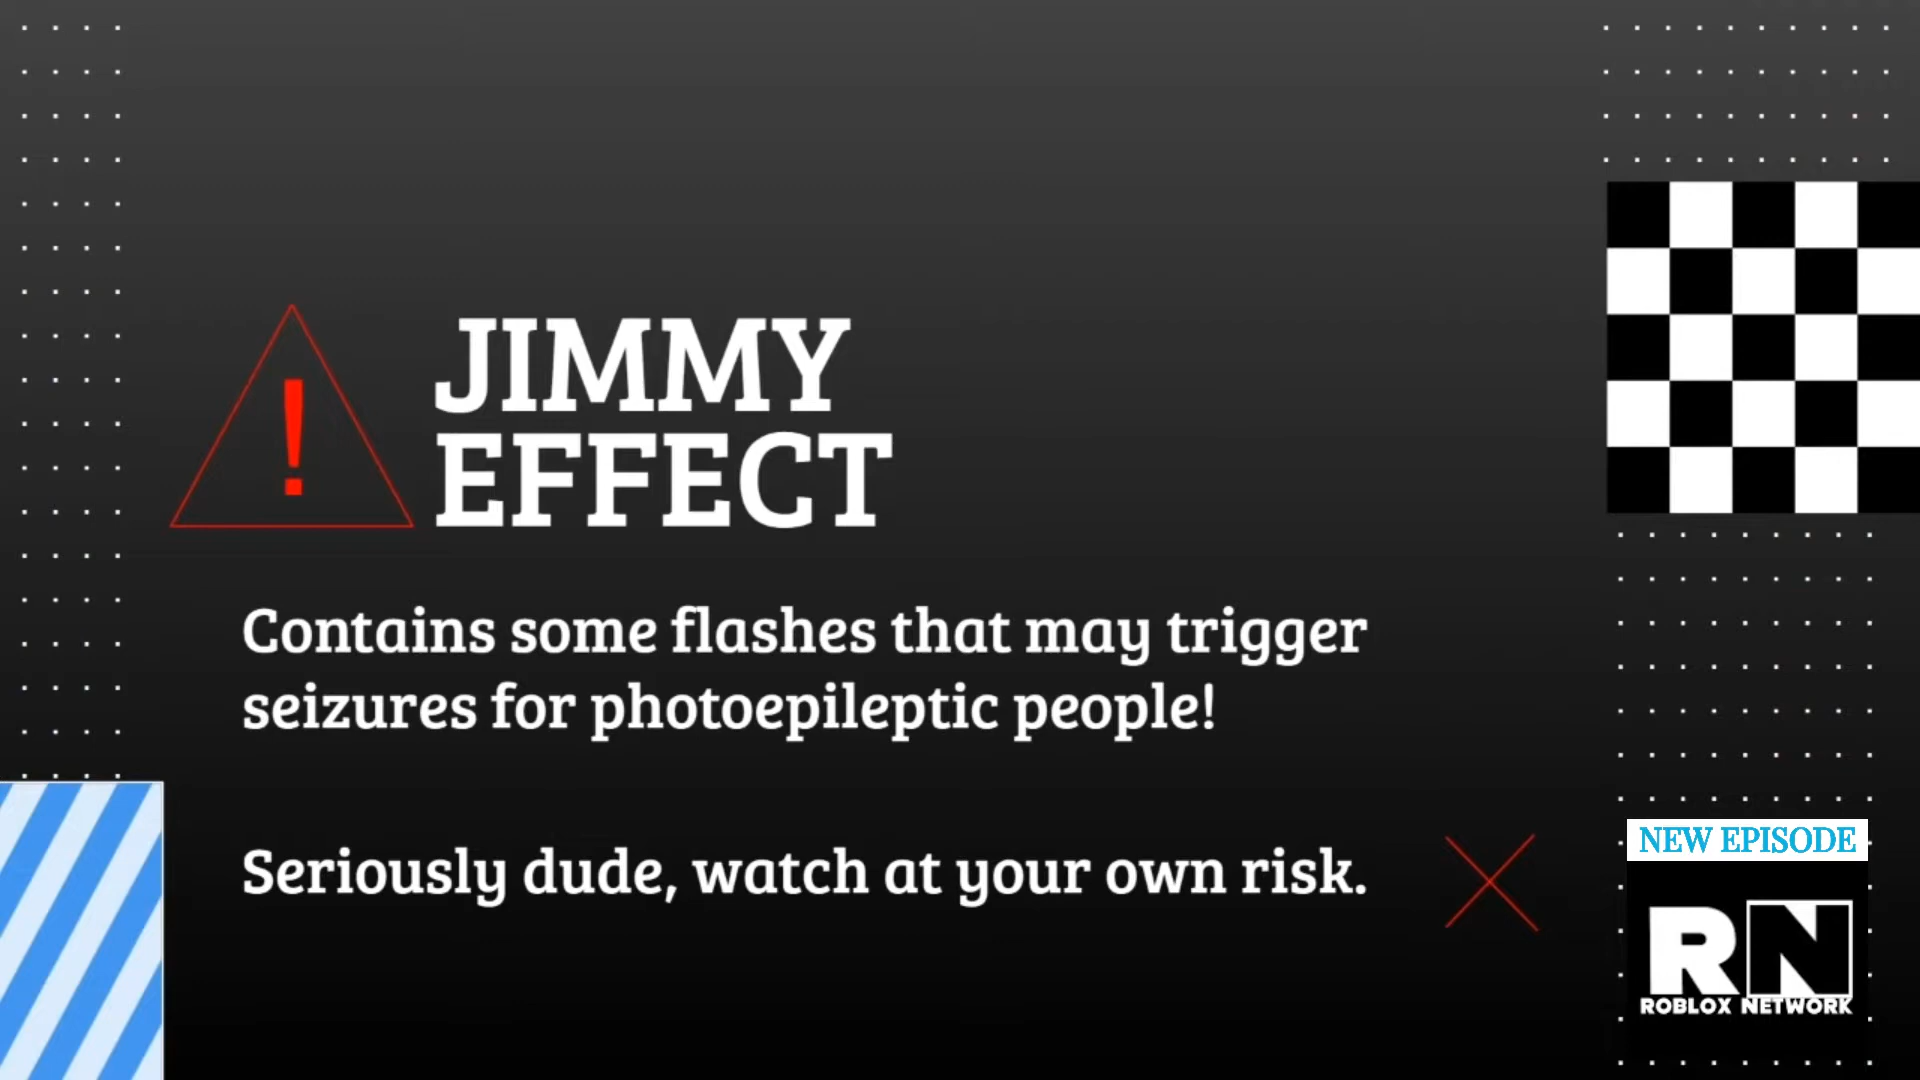 !
JIMMY
EFFECT
Contains some flashes that may trigger
seizures for photoepileptic people!
Seriously dude, watch at your own risk.
NEW EPISODE
RN
ROBLOX NETWORK